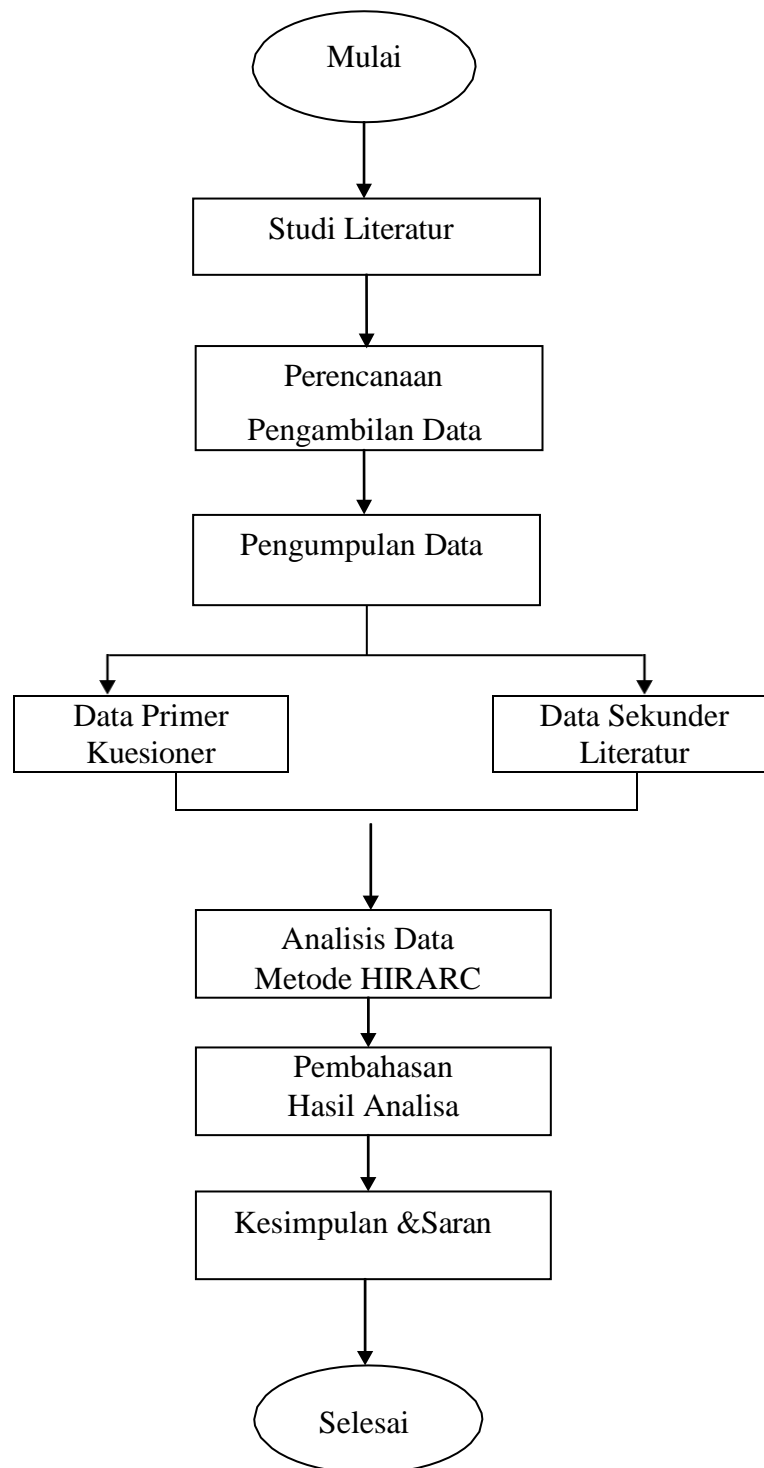 Mulai
Studi Literatur
Perencanaan
Pengambilan Data
Pengumpulan Data
Data Primer
Kuesioner
Data Sekunder
Literatur
Analisis Data
Metode HIRARC
Pembahasan
Hasil Analisa
Kesimpulan &Saran
Selesai